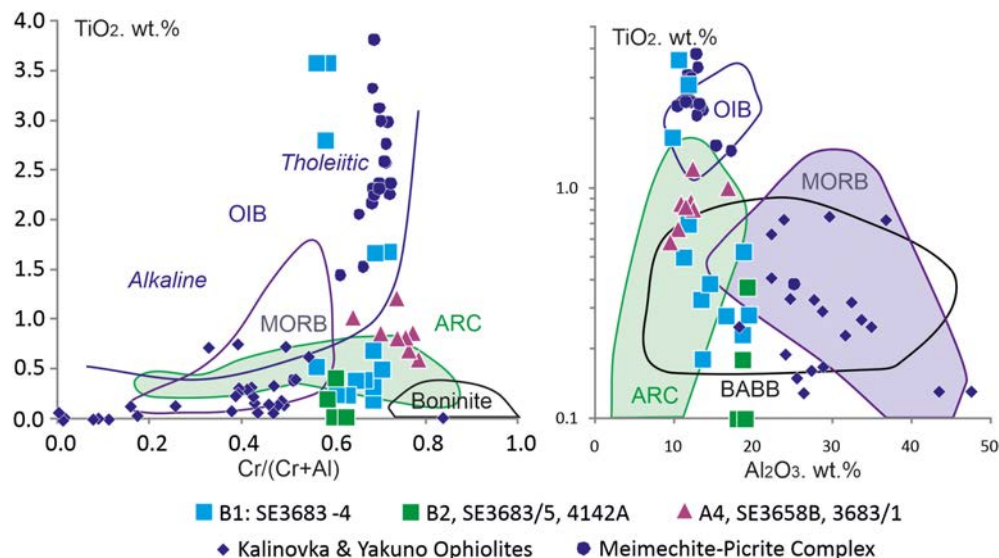 TiO2. wt.%
4.0
3.5
3.0
2.5
2.0
1.5
1.0
0.5
0.0
OIB
Tholeiitic
Alkaline
MORB
ARC
Boninite
0.0 0.2 0.4 0.6 0.8 1.0
Cr/(Cr+Al)
TiO2. wt.%
OIB
1.0
MORB
ARC
BABB
0.1
0 10 20 30 40 50
Al2O3. wt.%
B1: SE3683 -4 B2, SE3683/5, 4142A A4, SE3658B, 3683/1
Kalinovka & Yakuno Ophiolites Meimechite-Picrite Complex